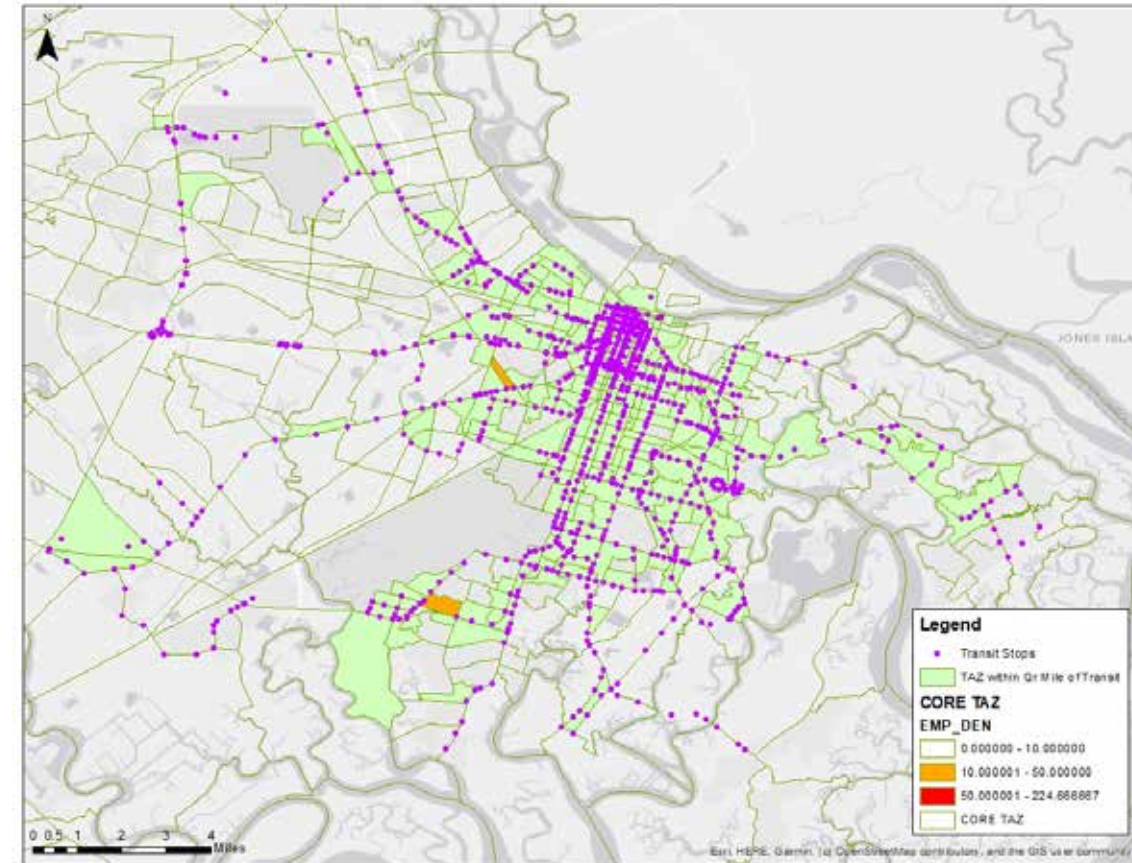 N
JONES ISLA
Legend
Transit Stops
TAZ within Qr Mile of Transit
CORE TAZ
EMP_DEN
0.000000 - 10.000000
10.000001 - 50.000000
50.000001 - 224.666667
CORE TAZ
0 0.5 1 2 3 4
Miles
Esri, HERE, Garmin, (c) OpenStreetMap contributors, and the GIS user community